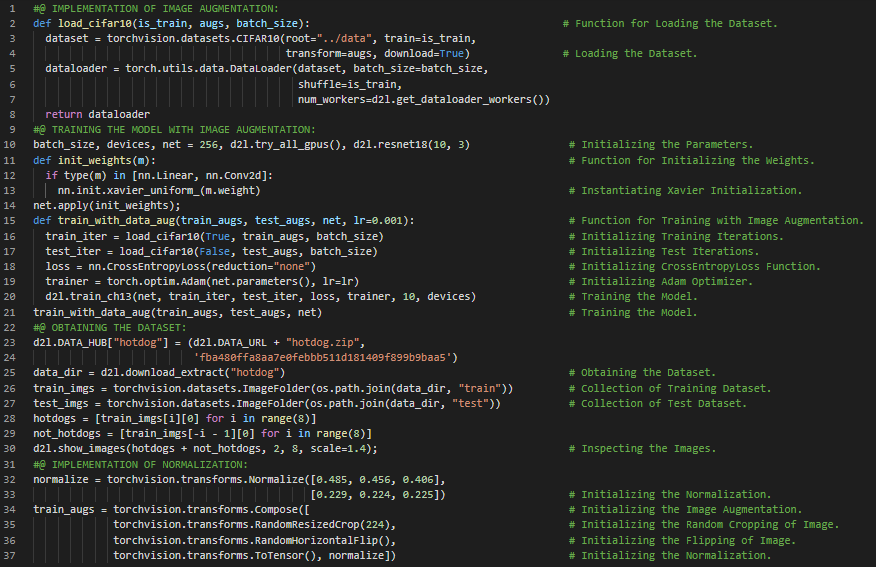 1 #@ IMPLEMENTATION OF IMAGE AUGMENTATION:
2 def load_cifar10(is_train, augs, batch_size): # Function for Loading the Dataset.
3 dataset = torchvision.datasets.CIFAR10(root="../data", train=is_train,
4 transform=augs, download=True) # Loading the Dataset.
5 dataloader = torch.utils.data.DataLoader(dataset, batch_size=batch_size,
6 shuffle=is_train,
7 num_workers=d2l.get_dataloader_workers())
8 return dataloader
9 #@ TRAINING THE MODEL WITH IMAGE AUGMENTATION:
10 batch_size, devices, net = 256, d2l.try_all_gpus(), d2l.resnet18(10, 3) # Initializing the Parameters.
11 def init_weights(m): # Function for Initializing the Weights.
12 if type(m) in [nn.Linear, nn.Conv2d]:
13 nn.init.xavier_uniform_(m.weight) # Instantiating Xavier Initialization.
14 net.apply(init_weights);
15 def train_with_data_aug(train_augs, test_augs, net, lr=0.001): # Function for Training with Image Augmentation.
16 train_iter = load_cifar10(True, train_augs, batch_size) # Initializing Training Iterations.
17 test_iter = load_cifar10(False, test_augs, batch_size) # Initializing Test Iterations.
18 loss = nn.CrossEntropyLoss(reduction="none") # Initializing CrossEntropyLoss Function.
19 trainer = torch.optim.Adam(net.parameters(), lr=lr) # Initializing Adam Optimizer.
20 d2l.train_ch13(net, train_iter, test_iter, loss, trainer, 10, devices) # Training the Model.
21 train_with_data_aug(train_augs, test_augs, net) # Training the Model.
22 #@ OBTAINING THE DATASET:
23 d2l.DATA_HUB["hotdog"] = (d2l.DATA_URL + "hotdog.zip",
24 'fba480ffa8aa7e0febbb511d181409f899b9baa5')
25 data_dir = d2l.download_extract("hotdog") # Obtaining the Dataset.
26 train_imgs = torchvision.datasets.ImageFolder(os.path.join(data_dir, "train")) # Collection of Training Dataset.
27 test_imgs = torchvision.datasets.ImageFolder(os.path.join(data_dir, "test")) # Collection of Test Dataset.
28 hotdogs = [train_imgs[i][0] for i in range(8)]
29 not_hotdogs = [train_imgs[-i - 1][0] for i in range(8)]
30 d2l.show_images(hotdogs + not_hotdogs, 2, 8, scale=1.4); # Inspecting the Images.
31 #@ IMPLEMENTATION OF NORMALIZATION:
32 normalize = torchvision.transforms.Normalize([0.485, 0.456, 0.406],
33 [0.229, 0.224, 0.225]) # Initializing the Normalization.
34 train_augs = torchvision.transforms.Compose([ # Initializing the Image Augmentation.
35 torchvision.transforms.RandomResizedCrop(224), # Initializing the Random Cropping of Image.
36 torchvision.transforms.RandomHorizontalFlip(), # Initializing the Flipping of Image.
37 torchvision.transforms.ToTensor(), normalize]) # Initializing the Normalization.